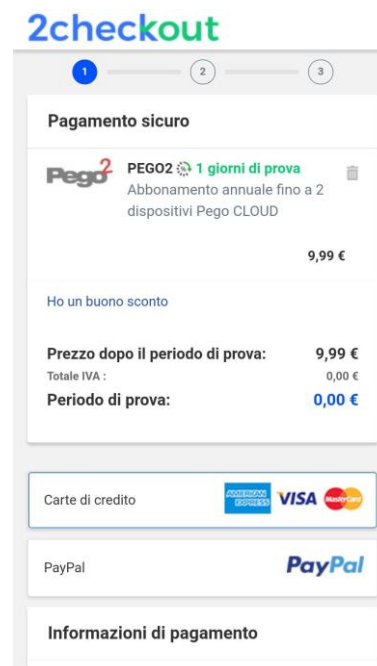 2checkout
1 2 3
Pagamento sicuro
Pego2 PEGO2 1 giorni di prova
Abbonamento annuale fino a 2
dispositivi Pego CLOUD
9,99 €
Ho un buono sconto
Prezzo dopo il periodo di prova: 9,99 €
Totale IVA : 0,00 €
Periodo di prova: 0,00 €
Carte di credito AMERICAN EXPRESS VISA MasterCard
PayPal PayPal
Informazioni di pagamento